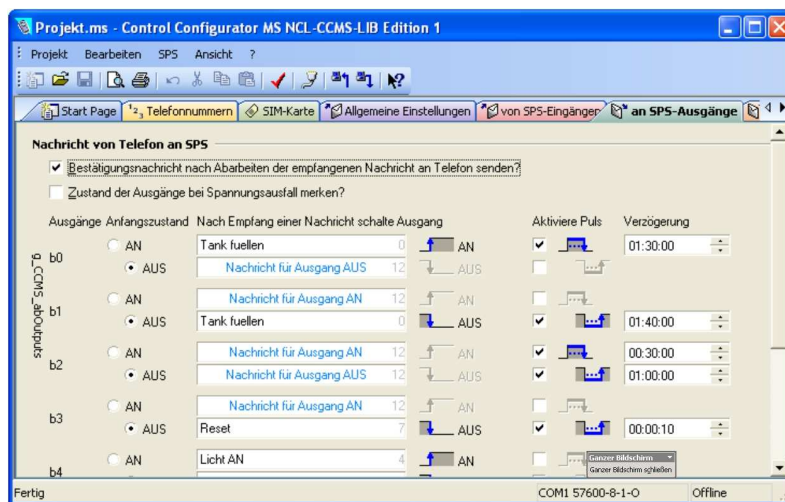 Projekt.ms - Control Configurator MS NCL-CCMS-LIB Edition 1
Projekt Bearbeiten SPS Ansicht ?
Start Page Telefonnummern SIM-Karte Allgemeine Einstellungen von SPS-Eingänger an SPS-Ausgänge
Nachricht von Telefon an SPS
Bestätigungsnachricht nach Abarbeiten der empfangenen Nachricht an Telefon senden?
Zustand der Ausgänge bei Spannungsausfall merken?
Ausgänge Anfangszustand Nach Empfang einer Nachricht schalte Ausgang Aktiviere Puls Verzögerung
g_CCMS_abOutputs
b0 AN Tank fuellen 0 AN 01:30:00
AUS Nachricht für Ausgang AUS 12 AUS
b1 AN Nachricht für Ausgang AN 12 AN
AUS Tank fuellen 0 AUS 01:40:00
b2 AN Nachricht für Ausgang AN 12 AN 00:30:00
AUS Nachricht für Ausgang AUS 12 AUS 01:00:00
b3 AN Nachricht für Ausgang AN 12 AN
AUS Reset 7 AUS 00:00:10
b4 AN Licht AN 4 AN
Ganzer Bildschirm
Ganzer Bildschirm schließen
Fertig COM1 57600-8-1-O Offline